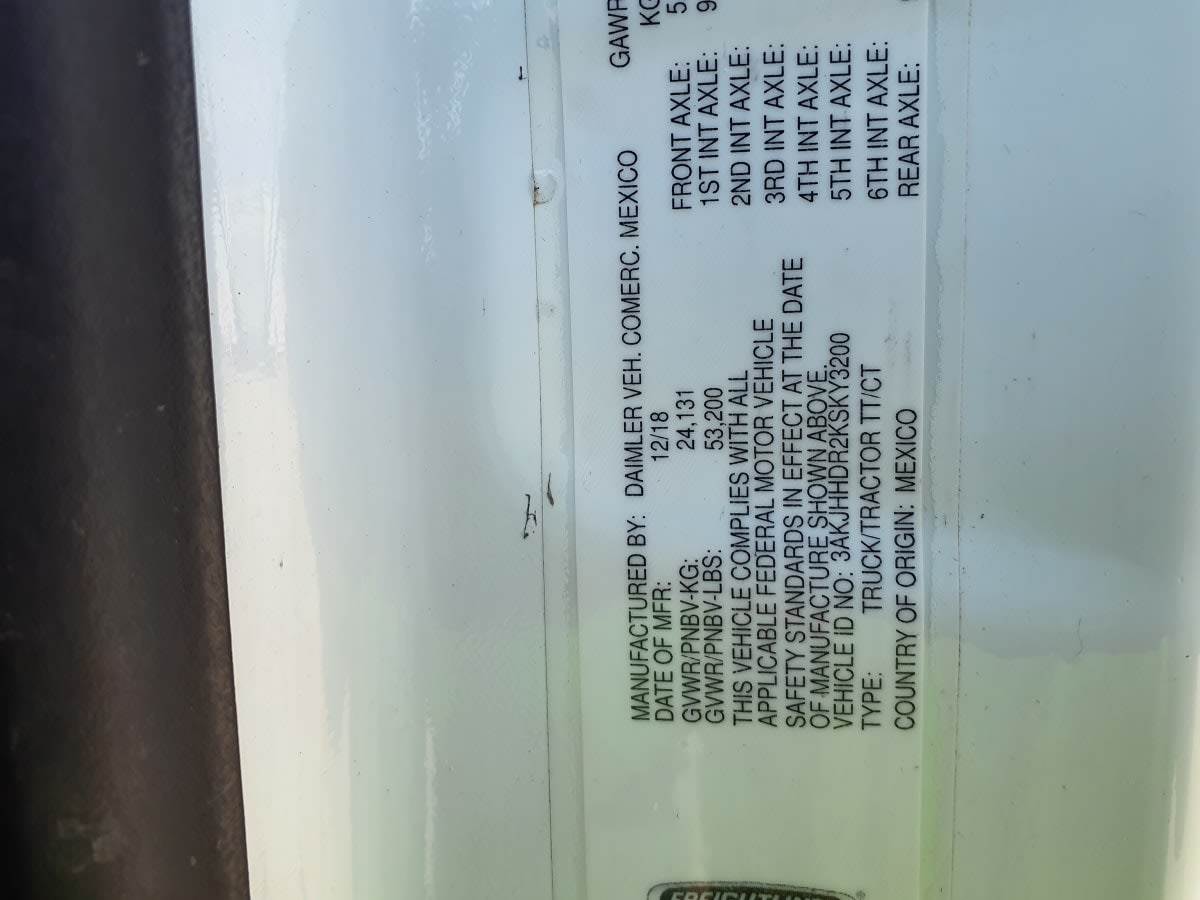 MANUFACTURED BY: DAIMLER VEH. COMERC. MEXICO
DATE OF MFR: 12/18
GVWR/PNBV-KG: 24,131
GVWR/PNBV-LBS: 53,200
THIS VEHICLE COMPLIES WITH ALL
APPLICABLE FEDERAL MOTOR VEHICLE
SAFETY STANDARDS IN EFFECT AT THE DATE
OF MANUFACTURE SHOWN ABOVE.
VEHICLE ID NO: 3AKJHHDR2KSKY3200
TYPE: TRUCK/TRACTOR TT/CT
COUNTRY OF ORIGIN: MEXICO
GAWR
KG
FRONT AXLE: 5
1ST INT AXLE: 9
2ND INT AXLE:
3RD INT AXLE:
4TH INT AXLE:
5TH INT AXLE:
6TH INT AXLE:
REAR AXLE: